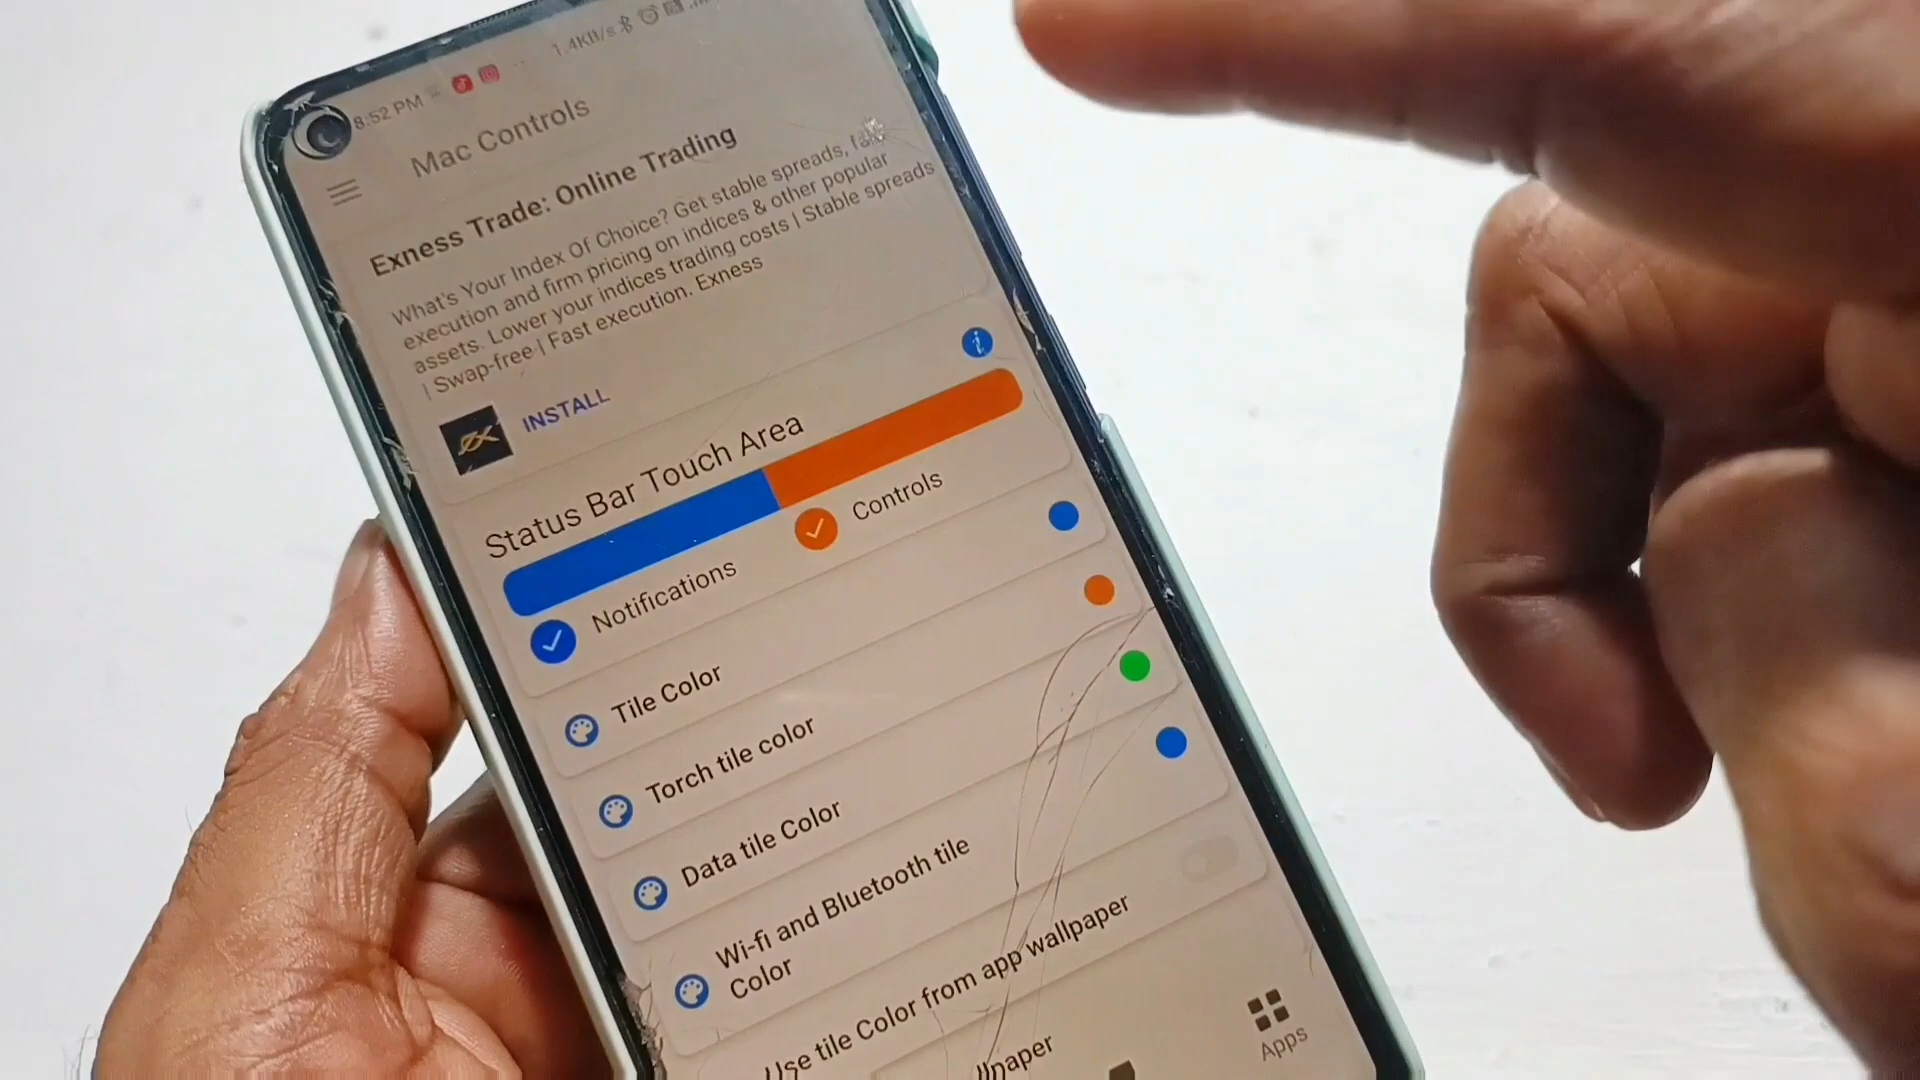 8:52 PM
1.4KB/s
Mac Controls
Exness Trade: Online Trading
What's Your Index Of Choice? Get stable spreads, fair
execution and firm pricing on indices & other popular
assets. Lower your indices trading costs | Stable spreads
| Swap-free | Fast execution. Exness
INSTALL
Status Bar Touch Area
Notifications
Controls
Tile Color
Torch tile color
Data tile Color
Wi-fi and Bluetooth tile
Color
Use tile Color from app wallpaper
Apps